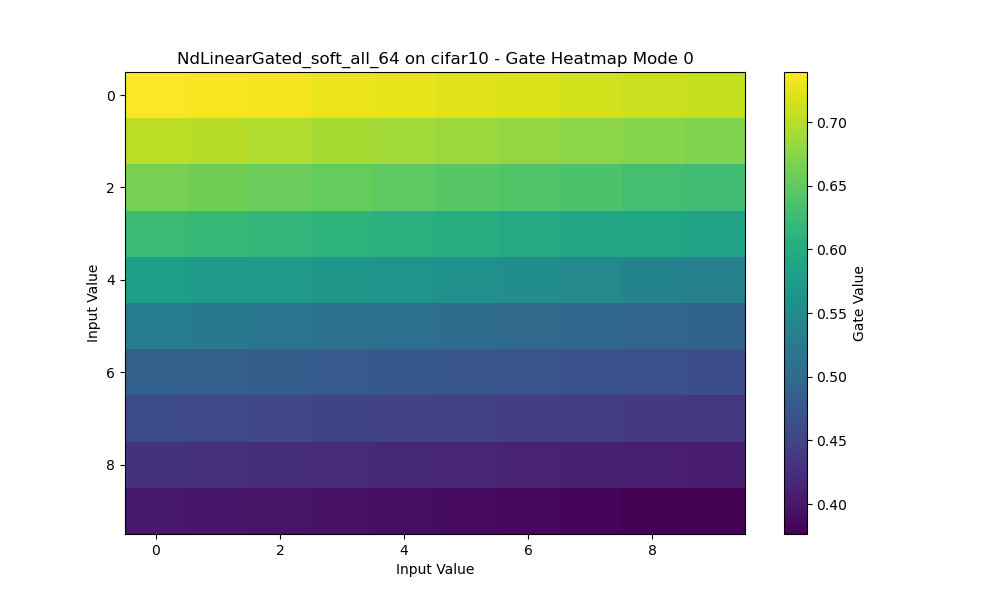 NdLinearGated_soft_all_64 on cifar10 - Gate Heatmap Mode 0
0
2
4
6
8
Input Value
0 2 4 6 8
Input Value
0.70
0.65
0.60
0.55
0.50
0.45
0.40
Gate Value